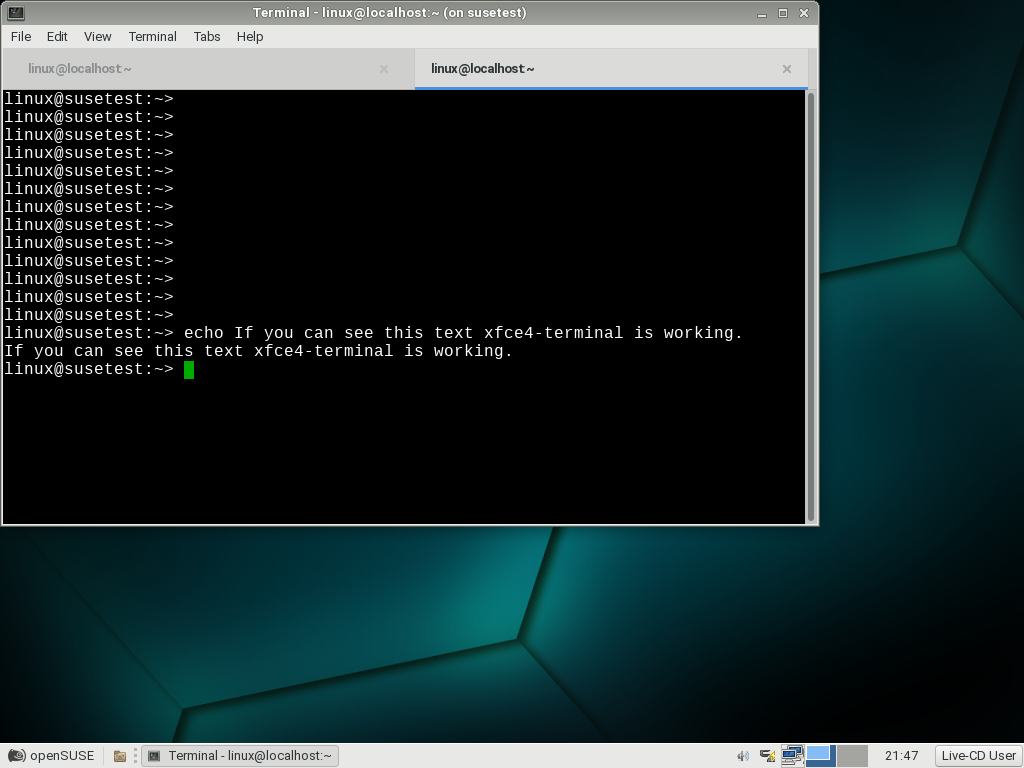 Terminal - linux@localhost:~ (on susetest)
File Edit View Terminal Tabs Help
linux@localhost:~ linux@localhost:~
linux@susetest:~>
linux@susetest:~>
linux@susetest:~>
linux@susetest:~>
linux@susetest:~>
linux@susetest:~>
linux@susetest:~>
linux@susetest:~>
linux@susetest:~>
linux@susetest:~>
linux@susetest:~>
linux@susetest:~>
linux@susetest:~>
linux@susetest:~> echo If you can see this text xfce4-terminal is working.
If you can see this text xfce4-terminal is working.
linux@susetest:~>
openSUSE Terminal - linux@localhost:~ 21:47 Live-CD User